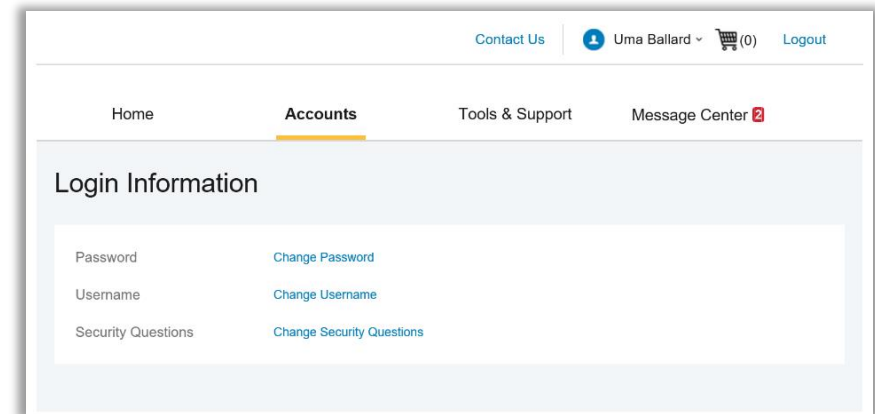 Contact Us Uma Ballard (0) Logout
Home Accounts Tools & Support Message Center 2
Login Information
Password Change Password
Username Change Username
Security Questions Change Security Questions